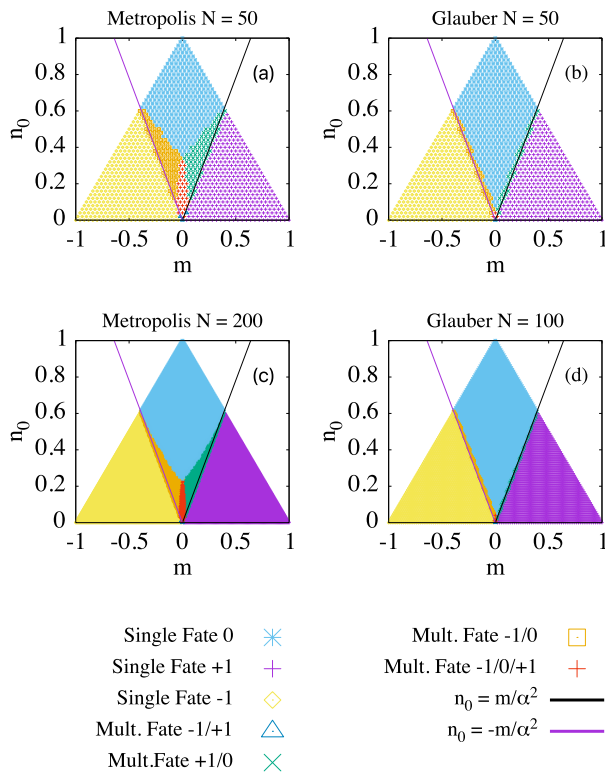 Metropolis N = 50
(a)
n₀
1
0.8
0.6
0.4
0.2
0
-1 -0.5 0 0.5 1
m
Glauber N = 50
(b)
n₀
1
0.8
0.6
0.4
0.2
0
-1 -0.5 0 0.5 1
m
Metropolis N = 200
(c)
n₀
1
0.8
0.6
0.4
0.2
0
-1 -0.5 0 0.5 1
m
Glauber N = 100
(d)
n₀
1
0.8
0.6
0.4
0.2
0
-1 -0.5 0 0.5 1
m
Single Fate 0
Single Fate +1
Single Fate -1
Mult. Fate -1/+1
Mult.Fate +1/0
Mult. Fate -1/0
Mult. Fate -1/0/+1
n₀ = m/α²
n₀ = -m/α²